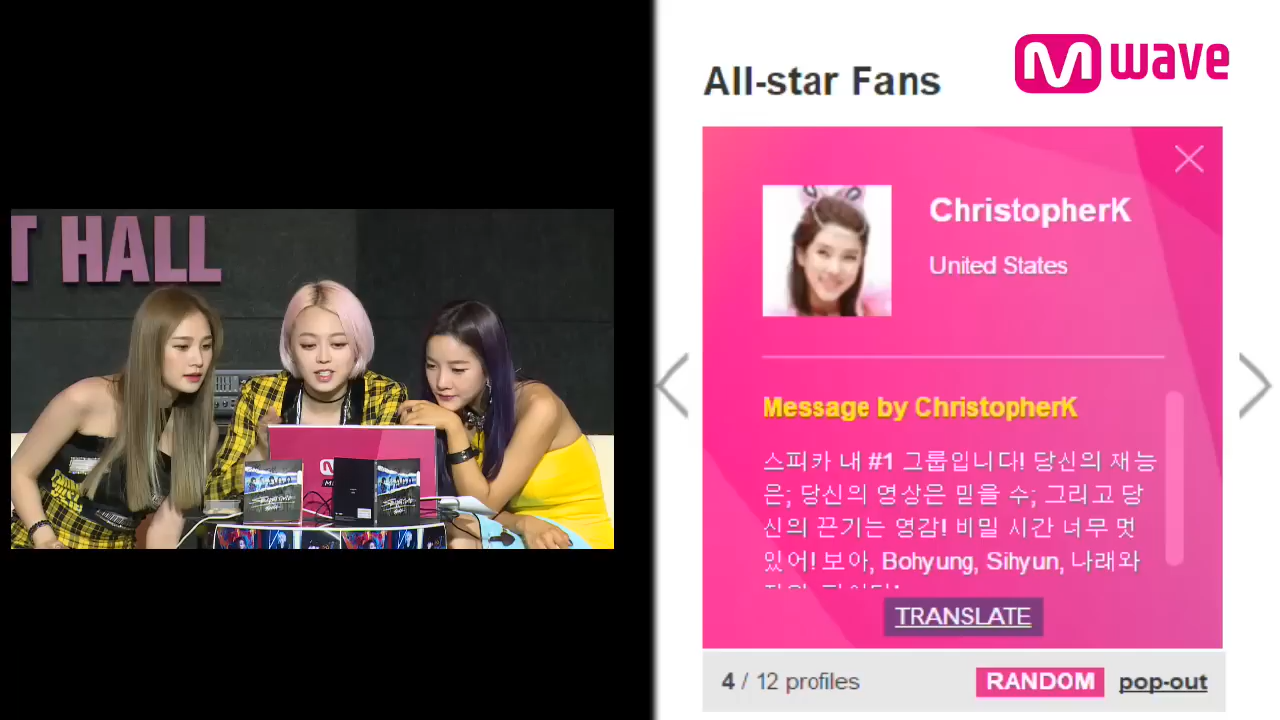 T HALL
M wave
All-star Fans
ChristopherK
United States
Message by ChristopherK
스피카 내 #1 그룹입니다! 당신의 재능
은; 당신의 영상은 믿을 수; 그리고 당
신의 끈기는 영감! 비밀 시간 너무 멋
있어! 보아, Bohyung, Sihyun, 나래와
TRANSLATE
4 / 12 profiles
RANDOM
pop-out